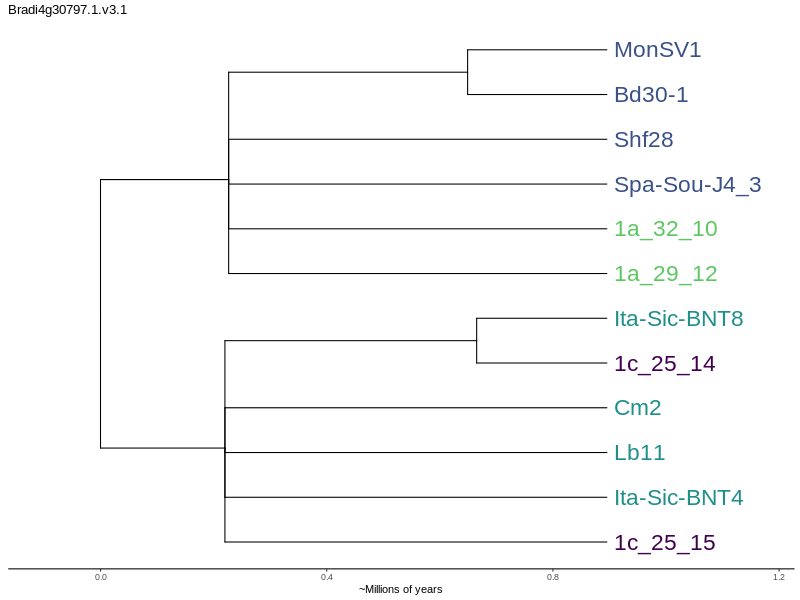 Bradi4g30797.1.v3.1
MonSV1
Bd30-1
Shf28
Spa-Sou-J4_3
1a_32_10
1a_29_12
Ita-Sic-BNT8
1c_25_14
Cm2
Lb11
Ita-Sic-BNT4
1c_25_15
0.0 0.4 0.8 1.2
~Millions of years